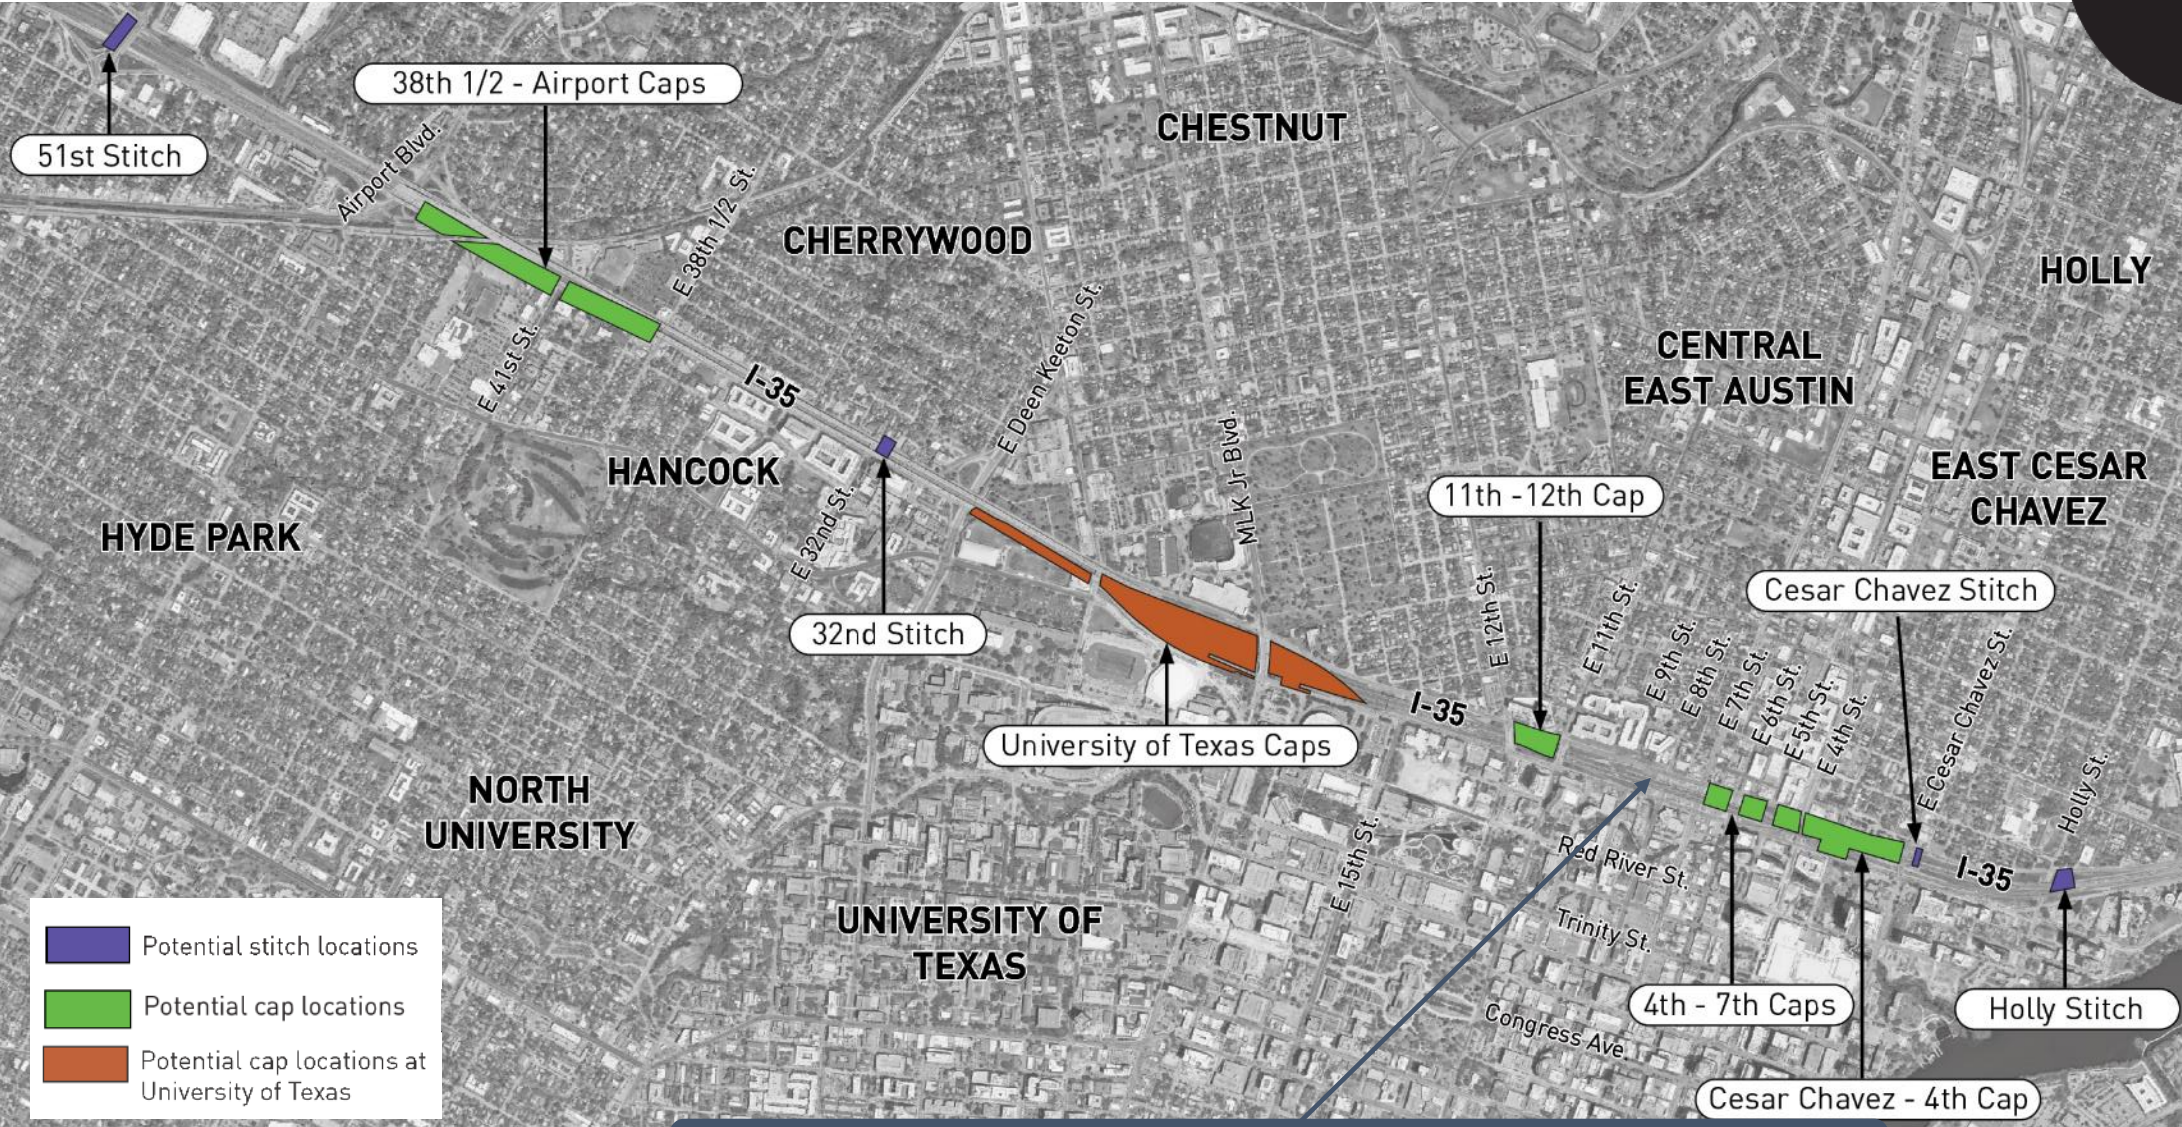 38th 1/2 - Airport Caps
51st Stitch
Airport Blvd.
CHESTNUT
E 38th 1/2 St.
CHERRYWOOD
HOLLY
E 41st St.
I-35
E Deen Keeton St.
CENTRAL
EAST AUSTIN
HANCOCK
HYDE PARK
E 32nd St.
MLK Jr Blvd.
11th -12th Cap
EAST CESAR
CHAVEZ
Cesar Chavez Stitch
32nd Stitch
E 12th St.
E 11th St.
E 9th St.
E 8th St.
E 7th St.
E 6th St.
E 5th St.
E 4th St.
E Cesar Chavez St.
Holly St.
University of Texas Caps
I-35
NORTH
UNIVERSITY
E 15th St.
Red River St.
I-35
UNIVERSITY OF
TEXAS
Trinity St.
Congress Ave.
4th - 7th Caps
Holly Stitch
Cesar Chavez - 4th Cap
Potential stitch locations
Potential cap locations
Potential cap locations at
University of Texas